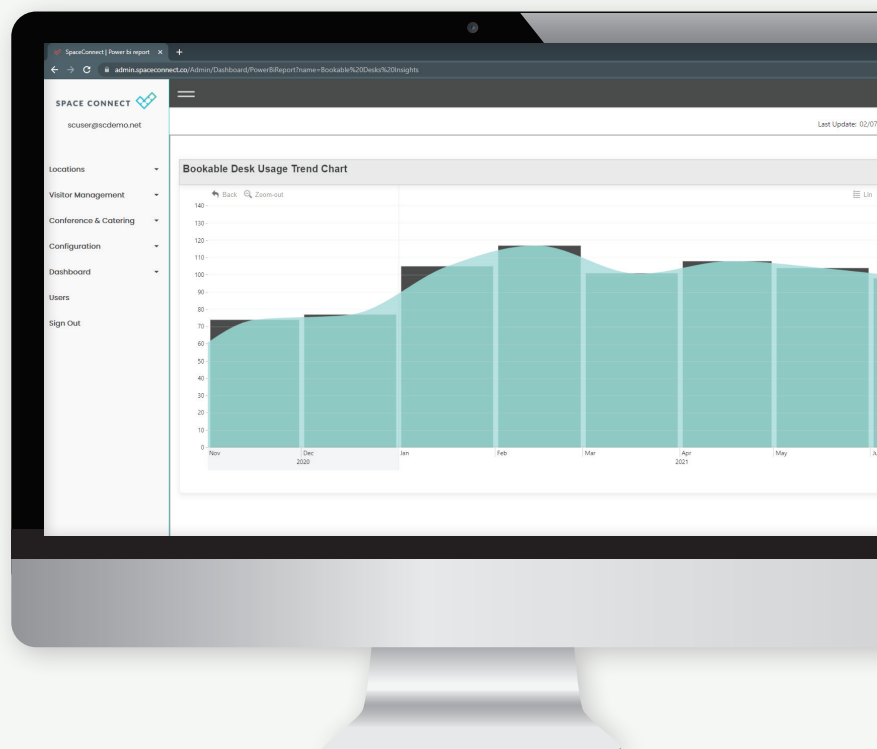 SpaceConnect | Power bi report
admin.spaceconnect.co/Admin/Dashboard/PowerBiReport?name=Bookable%20Desks%20Insights
SPACE CONNECT
scuser@scdemo.net
Last Update: 02/07
Locations
Visitor Management
Conference & Catering
Configuration
Dashboard
Users
Sign Out
Bookable Desk Usage Trend Chart
Back Zoom-out
Lin
140
130
120
110
100
90
80
70
60
50
40
30
20
10
0
Nov Dec Jan Feb Mar Apr May
2020 2021